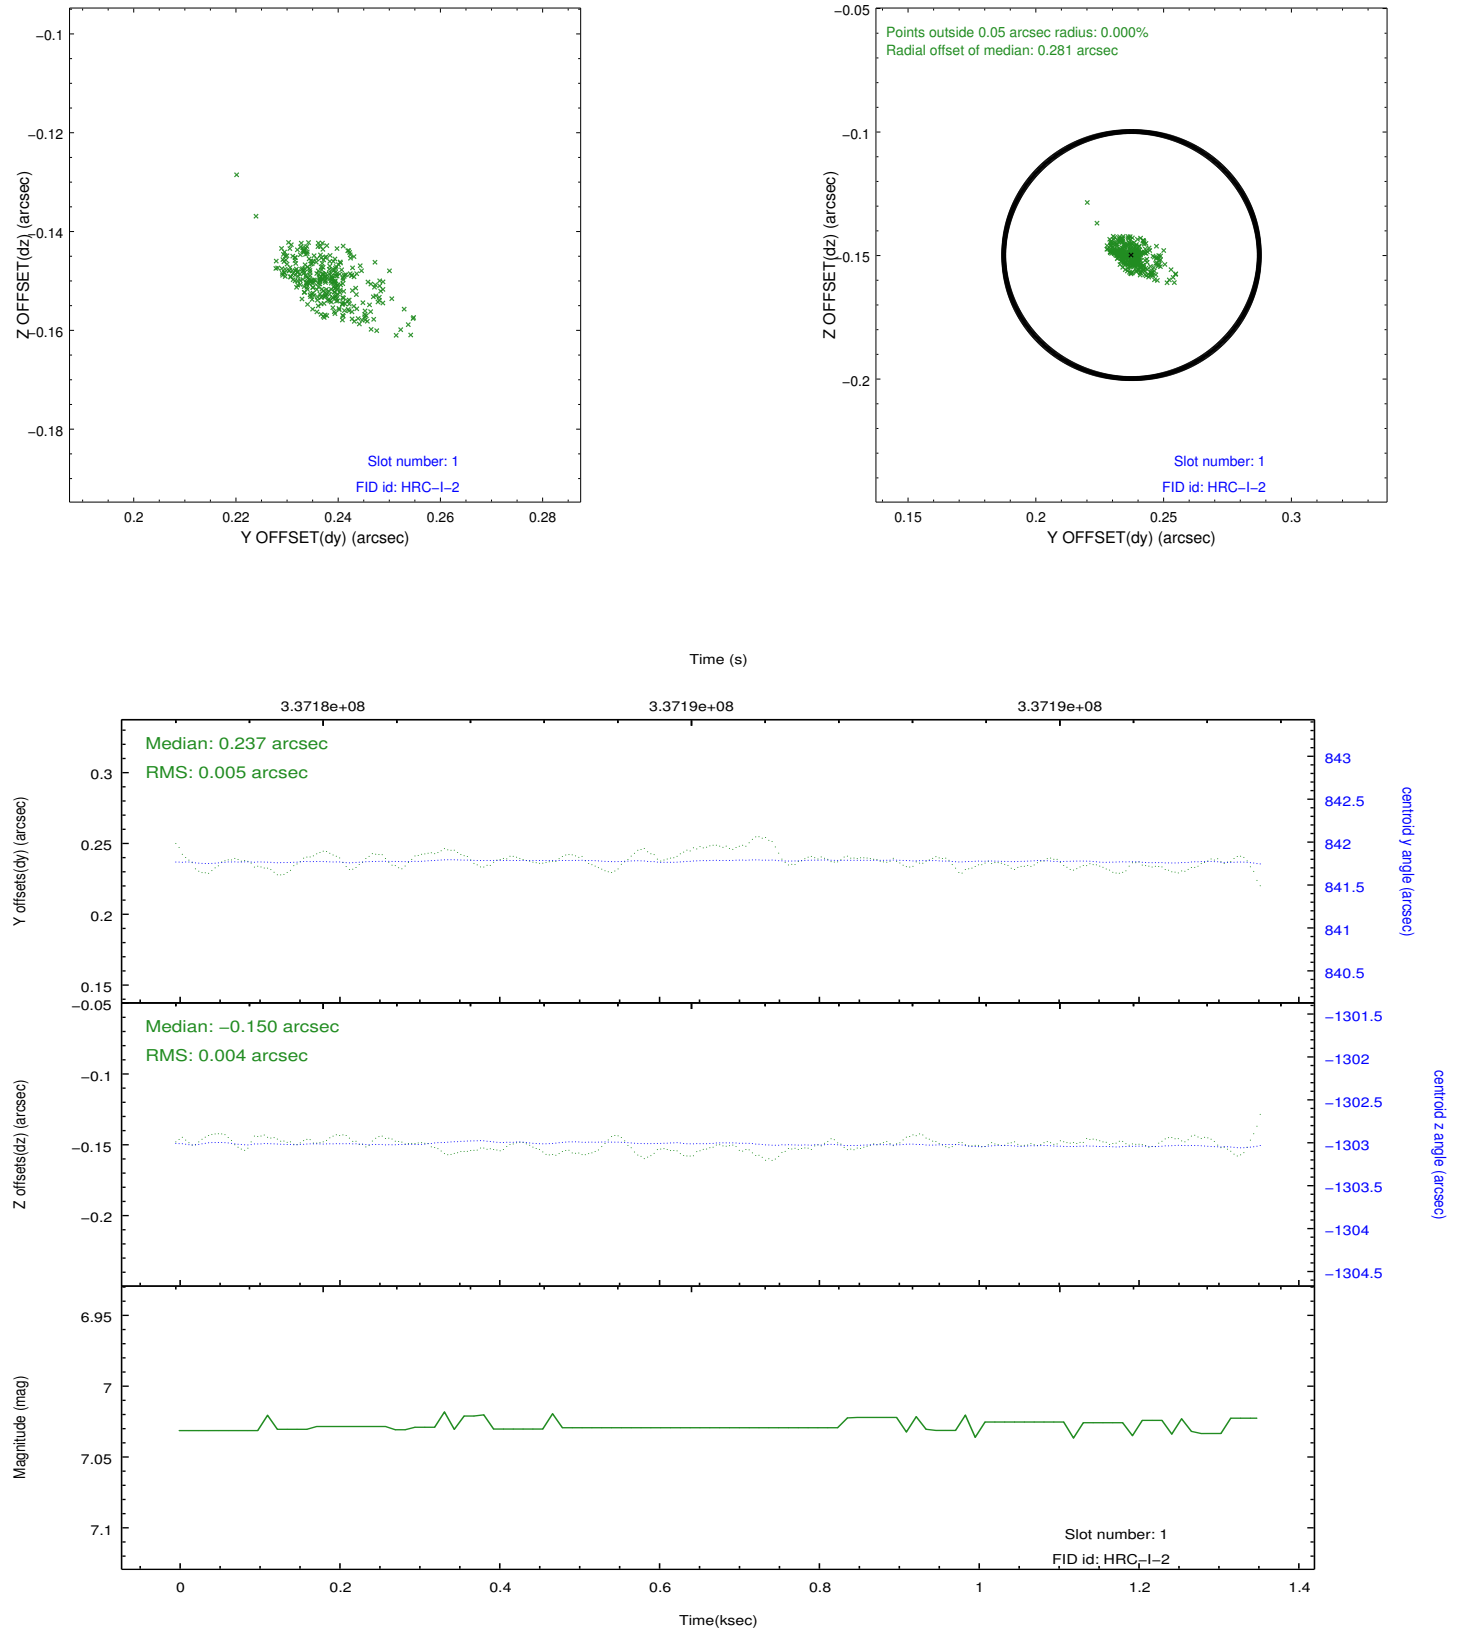 −0.1
−0.12
−0.14
−0.16
−0.18
Z OFFSET(dz) (arcsec)
Slot number: 1
FID id: HRC−I−2
0.2 0.22 0.24 0.26 0.28
Y OFFSET(dy) (arcsec)
−0.05
Points outside 0.05 arcsec radius: 0.000%
Radial offset of median: 0.281 arcsec
−0.1
−0.15
−0.2
Z OFFSET(dz) (arcsec)
Slot number: 1
FID id: HRC−I−2
0.15 0.2 0.25 0.3
Y OFFSET(dy) (arcsec)
Time (s)
3.3718e+08 3.3719e+08 3.3719e+08
Median: 0.237 arcsec
RMS: 0.005 arcsec
0.3
0.25
0.2
0.15
Y offsets(dy) (arcsec)
843
842.5
842
841.5
841
840.5
centroid y angle (arcsec)
−0.05
Median: −0.150 arcsec
RMS: 0.004 arcsec
−0.1
−0.15
−0.2
Z offsets(dz) (arcsec)
−1301.5
−1302
−1302.5
−1303
−1303.5
−1304
−1304.5
centroid z angle (arcsec)
6.95
7
7.05
7.1
Magnitude (mag)
Slot number: 1
FID id: HRC−I−2
0 0.2 0.4 0.6 0.8 1 1.2 1.4
Time(ksec)